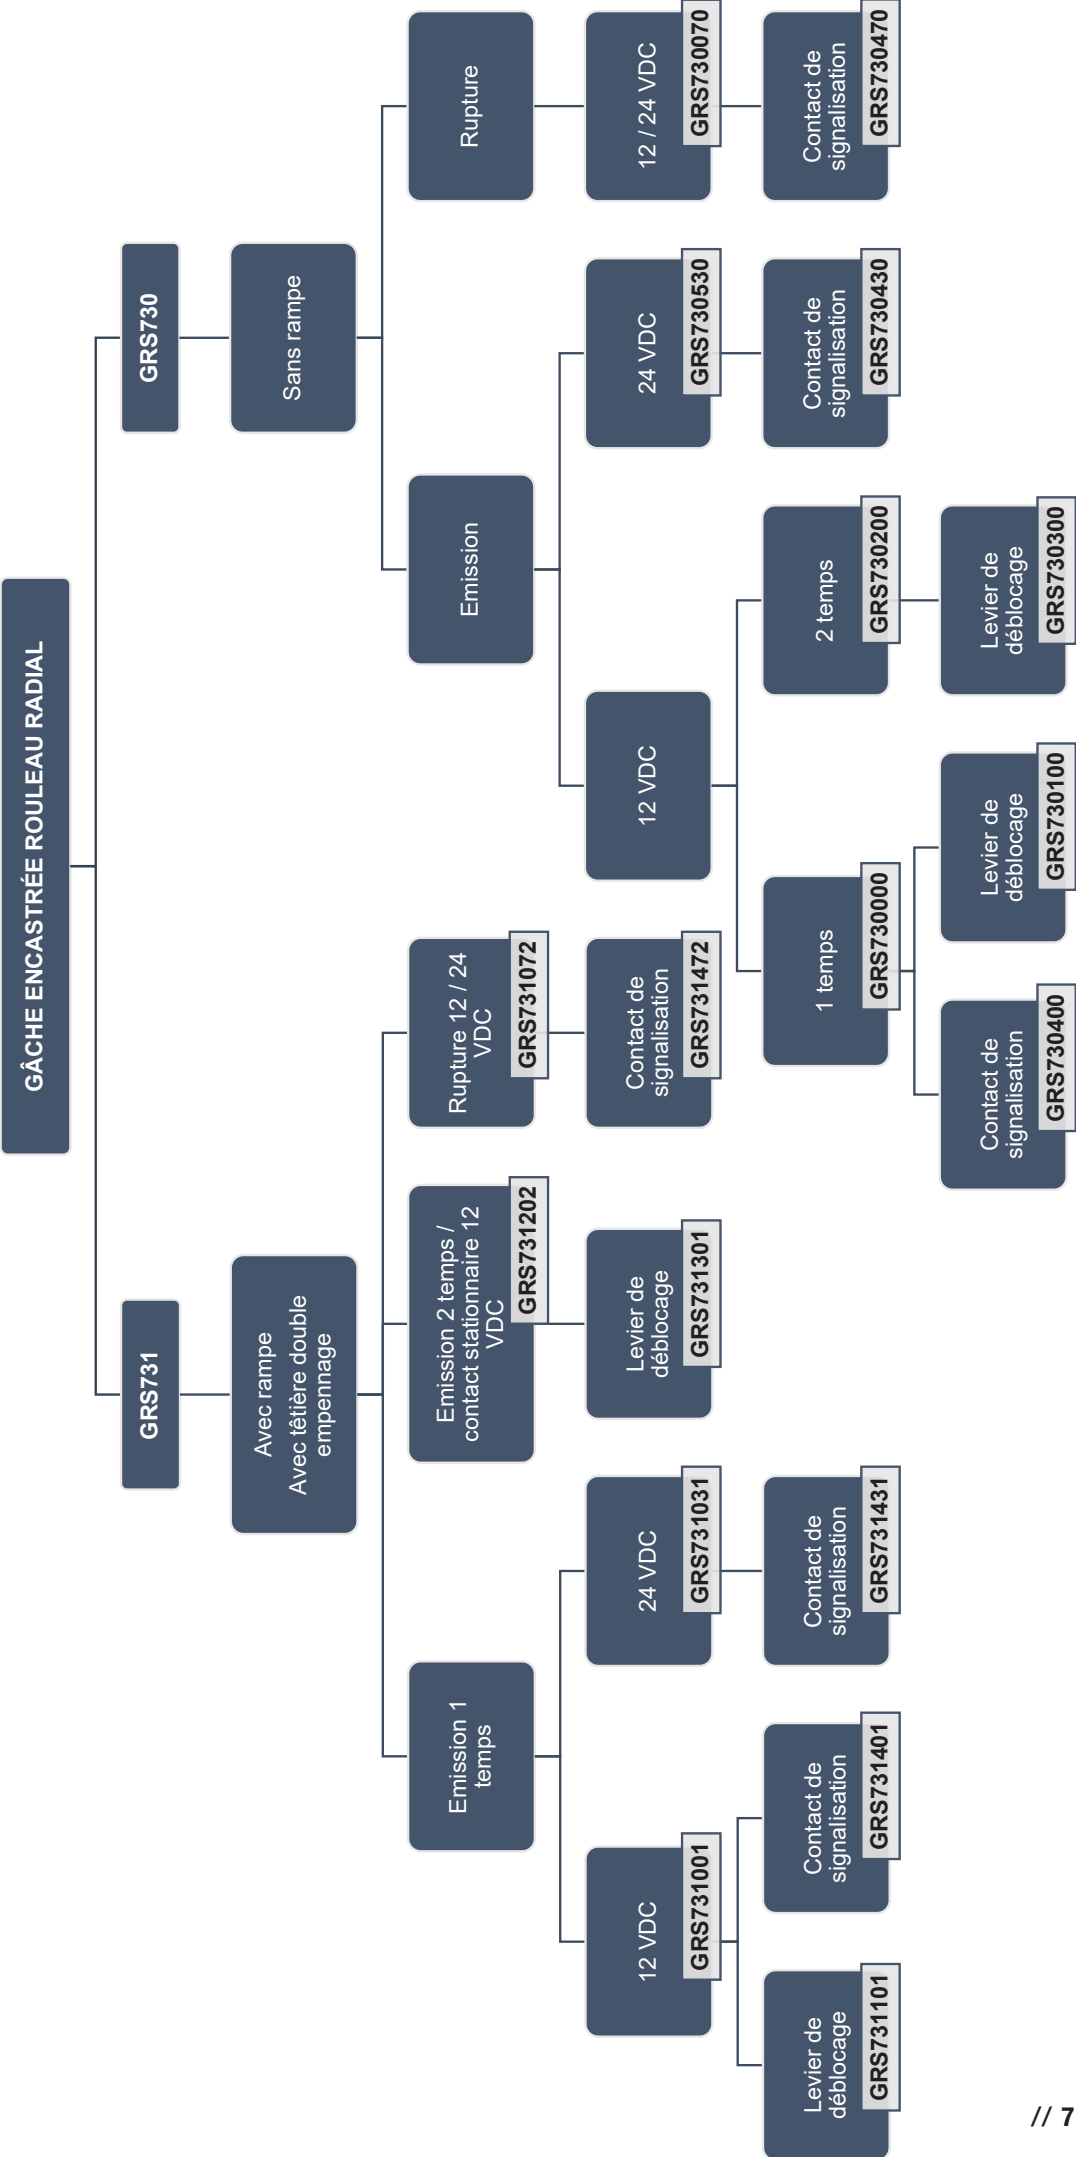 GÂCHE ENCASTRÉE ROULEAU RADIAL
GRS731
Avec rampe
Avec têtière double
empennage
Emission 1
temps
12 VDC
GRS731001
Levier de
déblocage
GRS731101
Contact de
signalisation
GRS731401
24 VDC
GRS731031
Contact de
signalisation
GRS731431
Emission 2 temps /
contact stationnaire 12
VDC
GRS731202
Levier de
déblocage
GRS731301
Rupture 12 / 24
VDC
GRS731072
Contact de
signalisation
GRS731472
GRS730
Sans rampe
Emission
12 VDC
1 temps
GRS730000
Contact de
signalisation
GRS730400
Levier de
déblocage
GRS730100
2 temps
GRS730200
Levier de
déblocage
GRS730300
24 VDC
GRS730530
Contact de
signalisation
GRS730430
Rupture
12 / 24 VDC
GRS730070
Contact de
signalisation
GRS730470
// 7